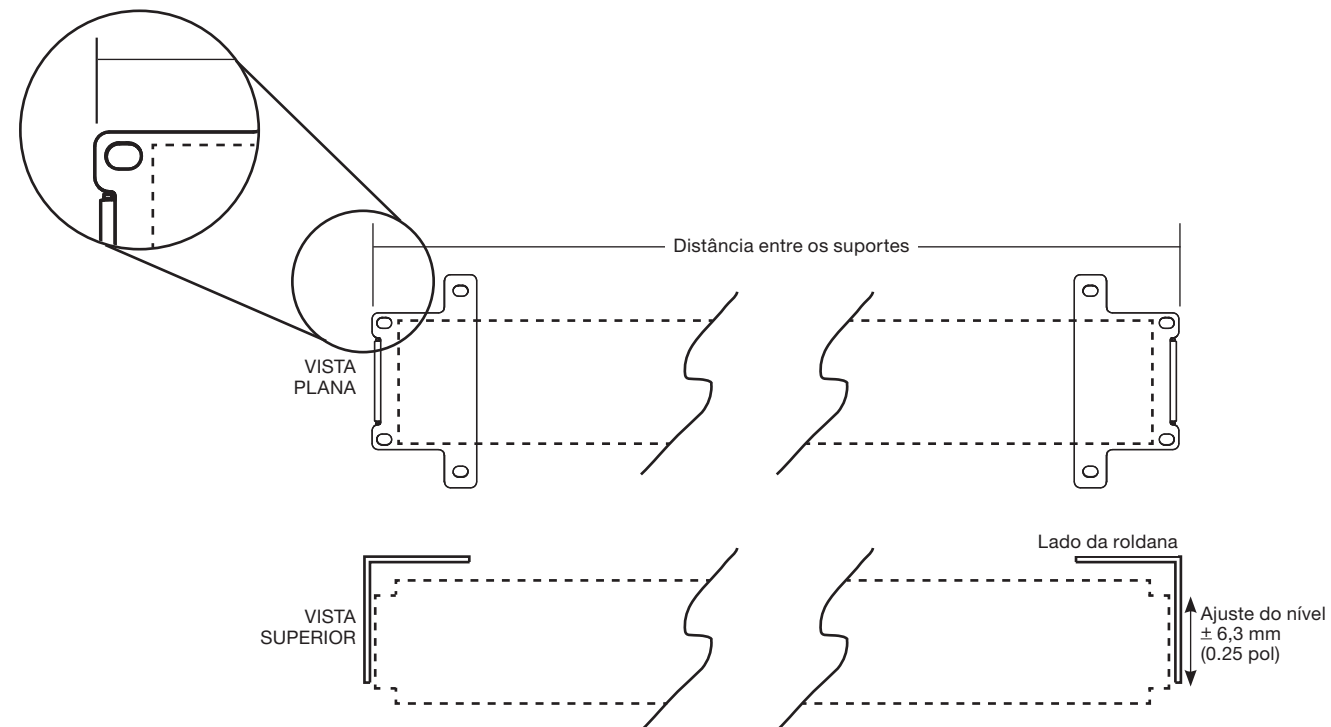 Distância entre os suportes
VISTA
PLANA
Lado da roldana
VISTA
SUPERIOR
Ajuste do nível
± 6,3 mm
(0.25 pol)